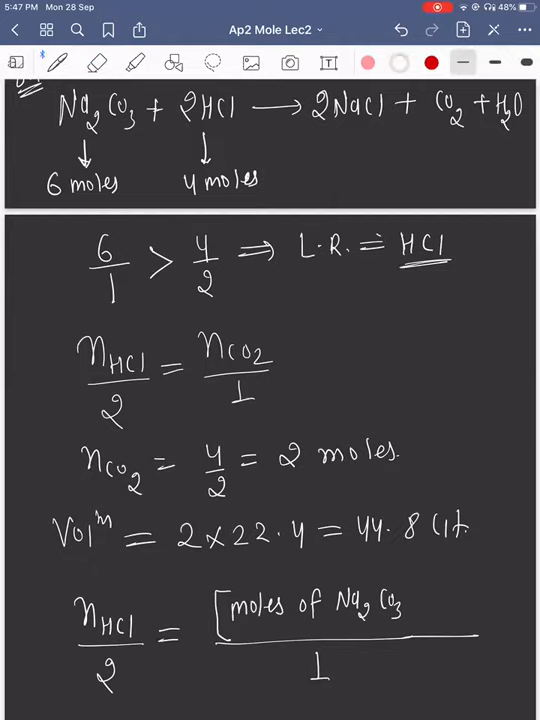 5:47 PM Mon 28 Sep 48%
Ap2 Mole Lec2
T
Na2CO3 + 2HCl → 2NaCl + CO2 + H2O
6 moles 4 moles
6/1 > 4/2 ⇒ L.R. = HCl
nHCl/2 = nCO2/1
nCO2 = 4/2 = 2 moles.
Volm = 2 × 22.4 = 44.8 lit.
nHCl/2 = [moles of Na2CO3/1